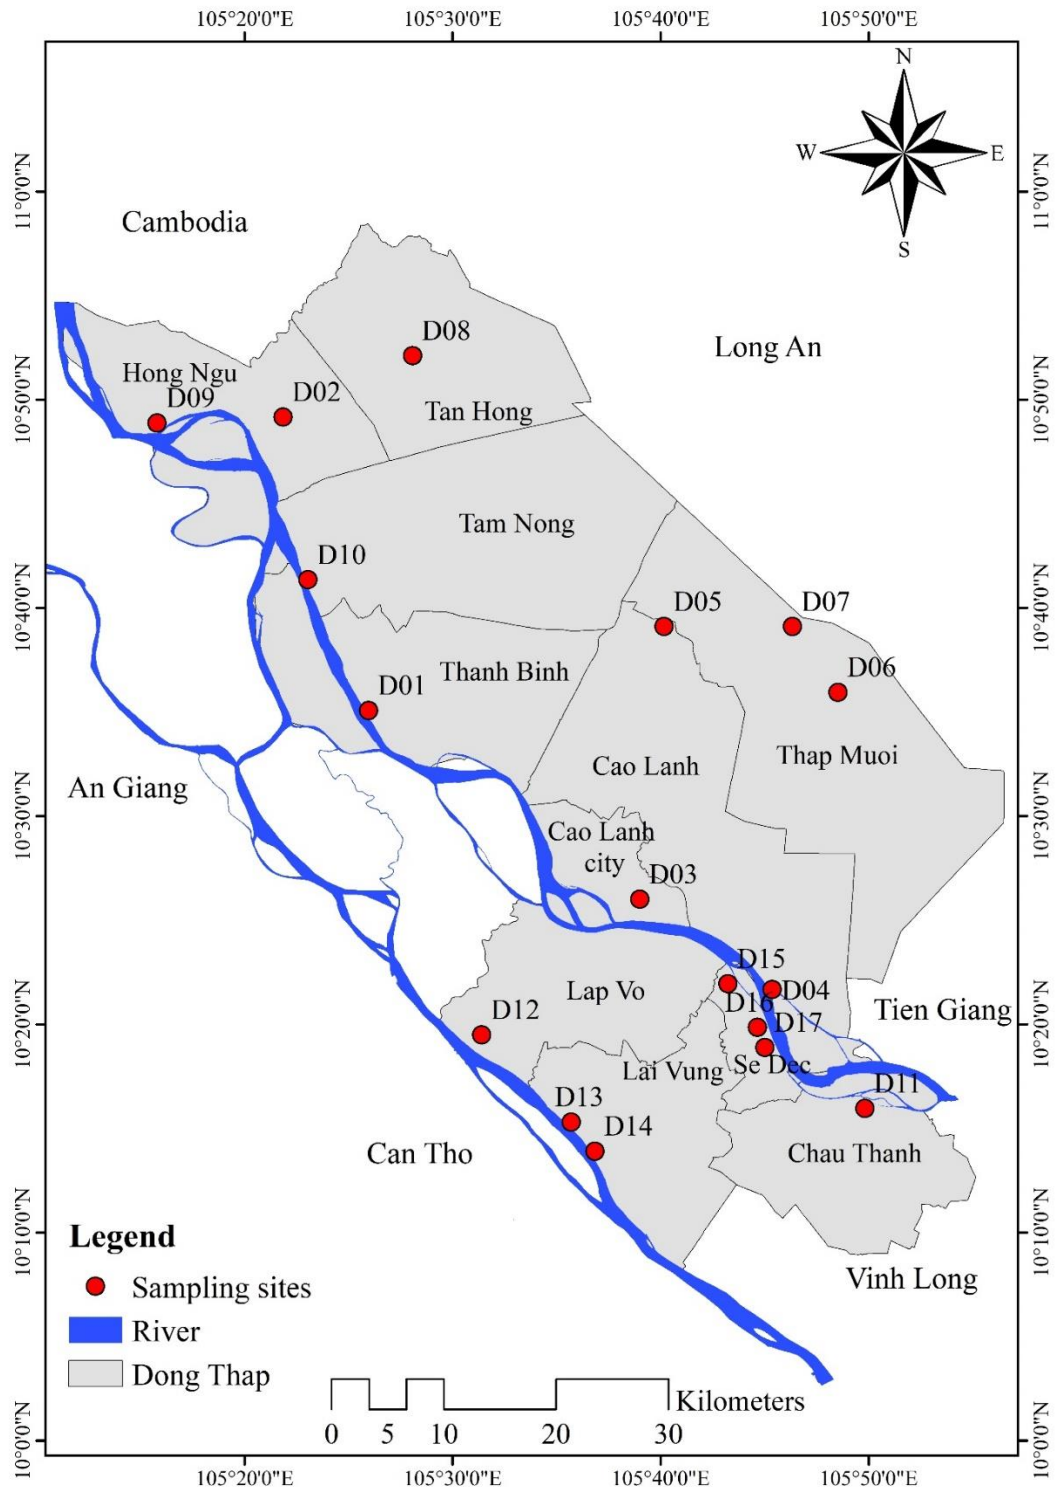 105°20'0"E 105°30'0"E 105°40'0"E 105°50'0"E
N
W E
S
11°0'0"N 11°0'0"N
Cambodia
D08
Long An
Hong Ngu
D09 D02
10°50'0"N 10°50'0"N
Tan Hong
Tam Nong
D10
10°40'0"N 10°40'0"N
D05 D07
D01 Thanh Binh
D06
Thap Muoi
An Giang
Cao Lanh
10°30'0"N 10°30'0"N
Cao Lanh
city
D03
D15
Lap Vo
D16 D04
Tien Giang
D12
D17
10°20'0"N 10°20'0"N
Lai Vung Se Dec
D13 D11
D14
Can Tho
Chau Thanh
10°10'0"N 10°10'0"N
Vinh Long
Legend
Sampling sites
River
Dong Thap
Kilometers
0 5 10 20 30
10°0'0"N 10°0'0"N
105°20'0"E 105°30'0"E 105°40'0"E 105°50'0"E